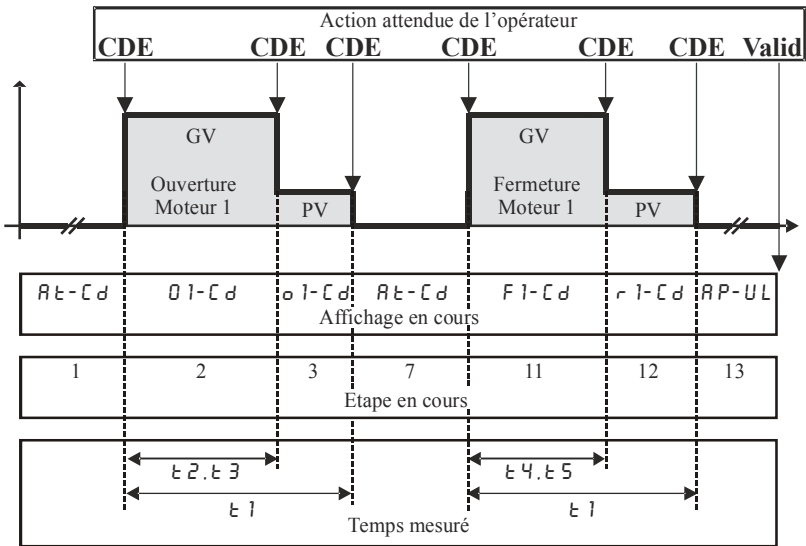 Action attendue de l'opérateur
CDE CDE CDE CDE CDE CDE Valid
GV GV
Ouverture Fermeture
Moteur 1 PV Moteur 1 PV
At-Cd O1-Cd o1-Cd At-Cd F1-Cd r1-Cd AP-UL
Affichage en cours
1 2 3 7 11 12 13
Etape en cours
t2.t3 t4.t5
t1 t1
Temps mesuré